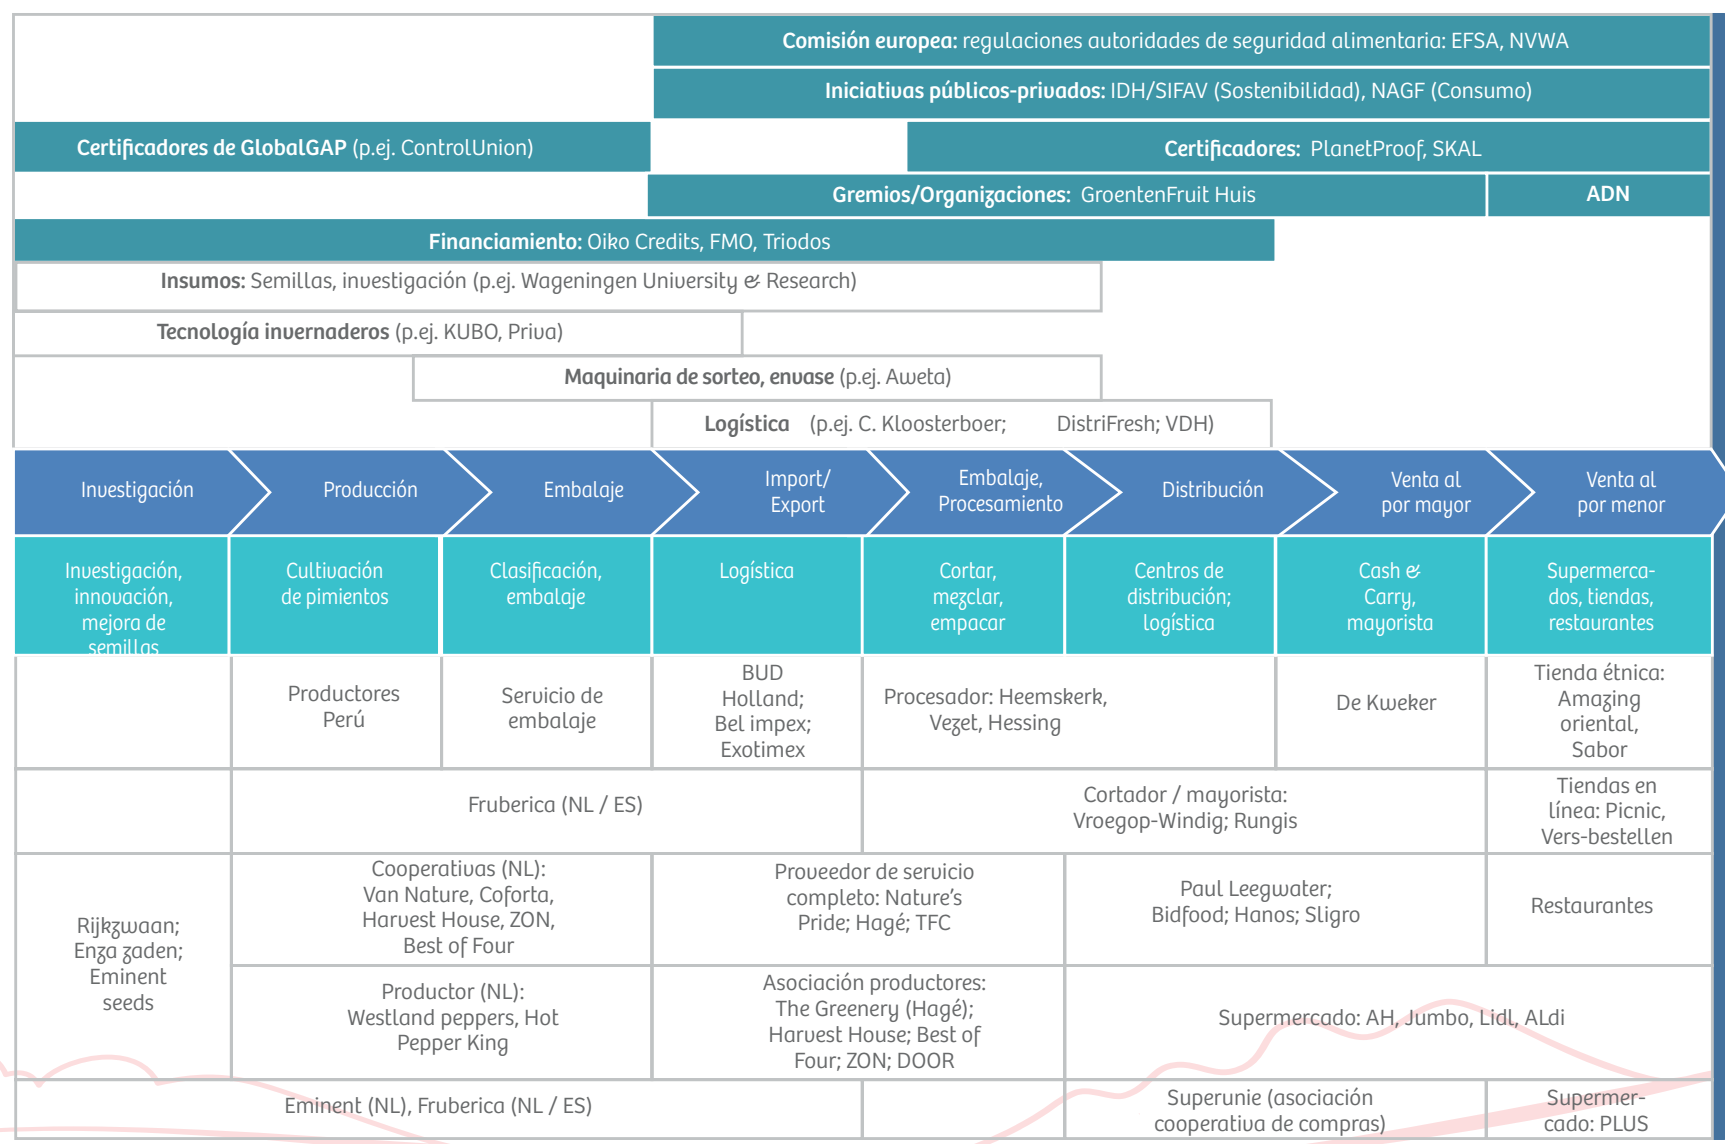 Comisión europea: regulaciones autoridades de seguridad alimentaria: EFSA, NVWA
Iniciativas públicos-privados: IDH/SIFAV (Sostenibilidad), NAGF (Consumo)
Certificadores de GlobalGAP (p.ej. ControlUnion)
Certificadores: PlanetProof, SKAL
Gremios/Organizaciones: GroentenFruit Huis
ADN
Financiamiento: Oiko Credits, FMO, Triodos
Insumos: Semillas, investigación (p.ej. Wageningen University & Research)
Tecnología invernaderos (p.ej. KUBO, Priva)
Maquinaria de sorteo, envase (p.ej. Aweta)
Logística (p.ej. C. Kloosterboer; DistriFresh; VDH)
Investigación
Producción
Embalaje
Import/
Export
Embalaje,
Procesamiento
Distribución
Venta al
por mayor
Venta al
por menor
Investigación,
innovación,
mejora de
semillas
Cultivación
de pimientos
Clasificación,
embalaje
Logística
Cortar,
mezclar,
empacar
Centros de
distribución;
logística
Cash &
Carry,
mayorista
Supermerca-
dos, tiendas,
restaurantes
Productores
Perú
Servicio de
embalaje
BUD
Holland;
Bel impex;
Exotimex
Procesador: Heemskerk,
Vezet, Hessing
De Kweker
Tienda étnica:
Amazing
oriental,
Sabor
Fruberica (NL / ES)
Cortador / mayorista:
Vroegop-Windig; Rungis
Tiendas en
línea: Picnic,
Vers-bestellen
Rijkzwaan;
Enza zaden;
Eminent
seeds
Cooperativas (NL):
Van Nature, Coforta,
Harvest House, ZON,
Best of Four
Proveedor de servicio
completo: Nature's
Pride; Hagé; TFC
Paul Leegwater;
Bidfood; Hanos; Sligro
Restaurantes
Productor (NL):
Westland peppers, Hot
Pepper King
Asociación productores:
The Greenery (Hagé);
Harvest House; Best of
Four; ZON; DOOR
Supermercado: AH, Jumbo, Lidl, ALdi
Eminent (NL), Fruberica (NL / ES)
Superunie (asociación
cooperativa de compras)
Supermer-
cado: PLUS